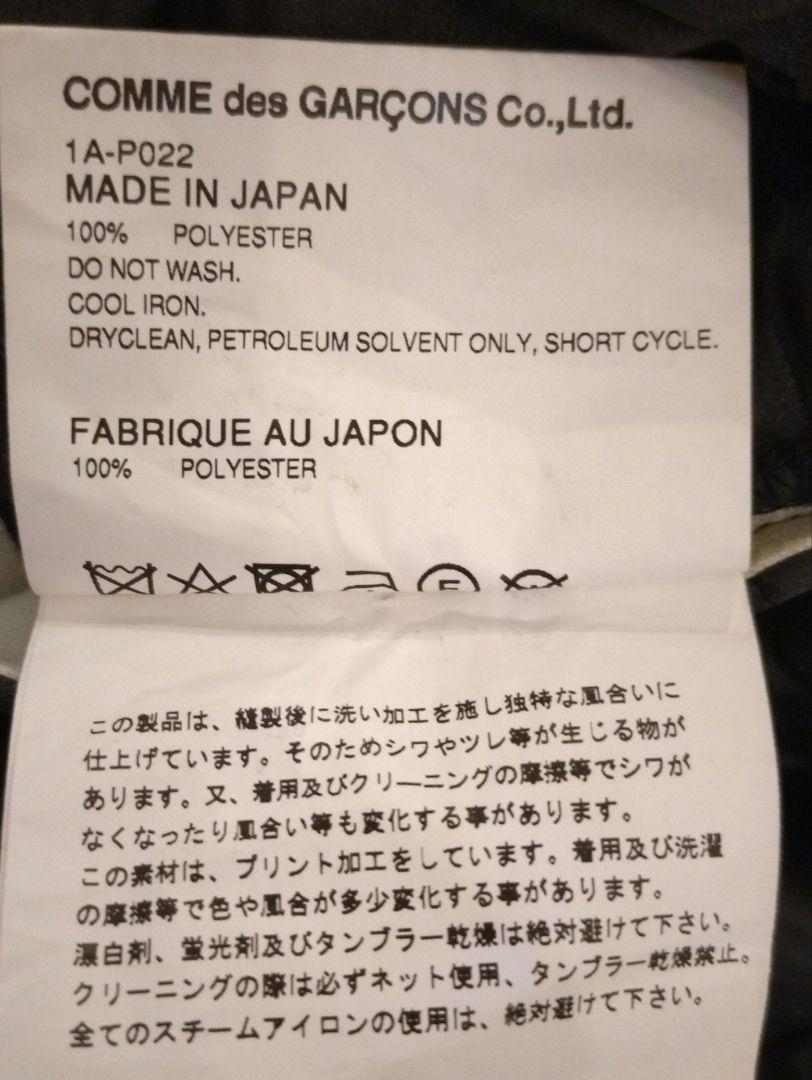 COMME des GARÇONS Co.,Ltd.
1A-P022
MADE IN JAPAN
100% POLYESTER
DO NOT WASH.
COOL IRON.
DRYCLEAN, PETROLEUM SOLVENT ONLY, SHORT CYCLE.
FABRIQUE AU JAPON
100% POLYESTER
この製品は、縫製後に洗い加工を施し独特な風合いに
仕上げています。そのためシワやツレ等が生じる物が
あります。又、着用及びクリーニングの摩擦等でシワが
なくなったり風合い等も変化する事があります。
この素材は、プリント加工をしています。着用及び洗濯
の摩擦等で色や風合が多少変化する事があります。
漂白剤、蛍光剤及びタンブラー乾燥は絶対避けて下さい。
クリーニングの際は必ずネット使用、タンブラー乾燥禁止。
全てのスチームアイロンの使用は、絶対避けて下さい。